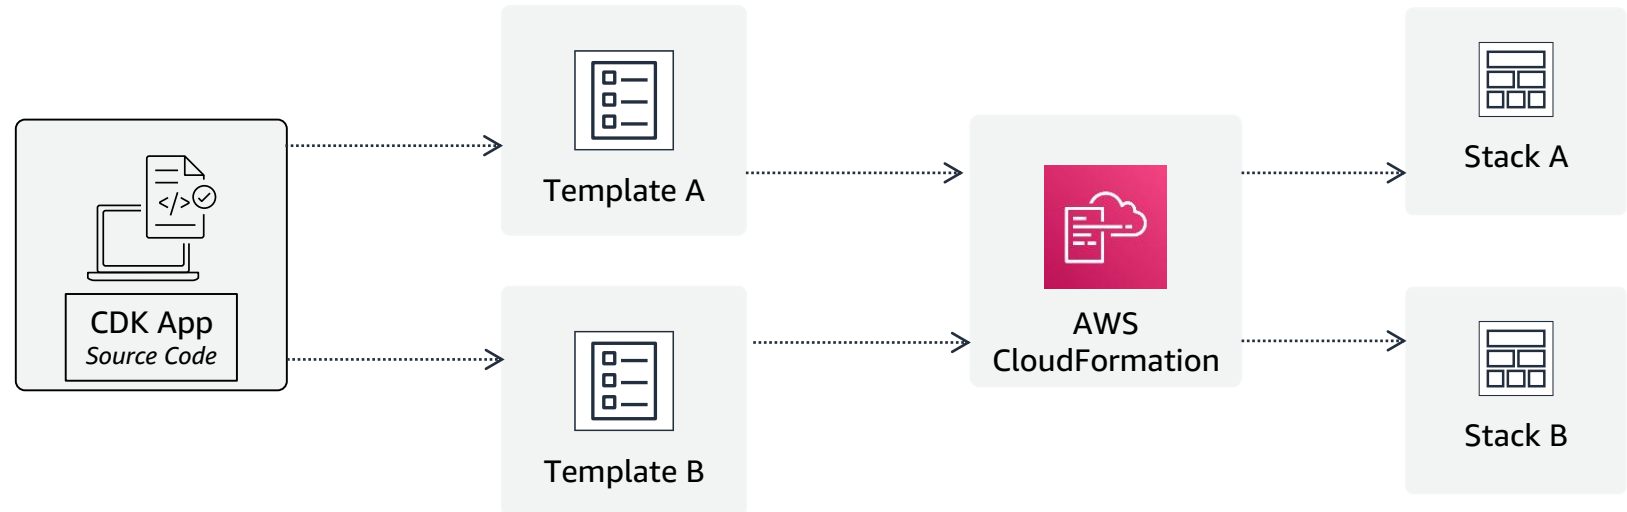 </>
CDK App
Source Code
Template A
Template B
AWS
CloudFormation
Stack A
Stack B